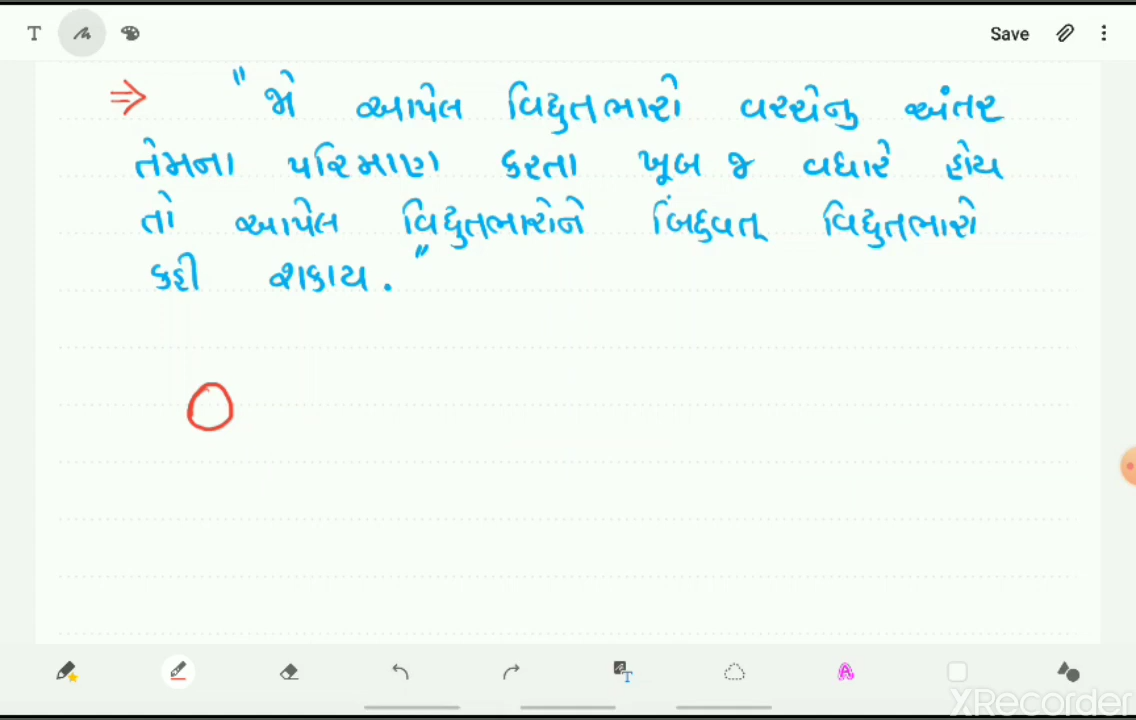 T Save
⇒ "જો આપેલ વિદ્યુતભારો વચ્ચેનુ અંતર
તેમના પરિમાણ કરતા ખૂબ જ વધારે હોય
તો આપેલ વિદ્યુતભારોને બિંદુવત્ વિદ્યુતભારો
કહી શકાય."
T A
XRecorder